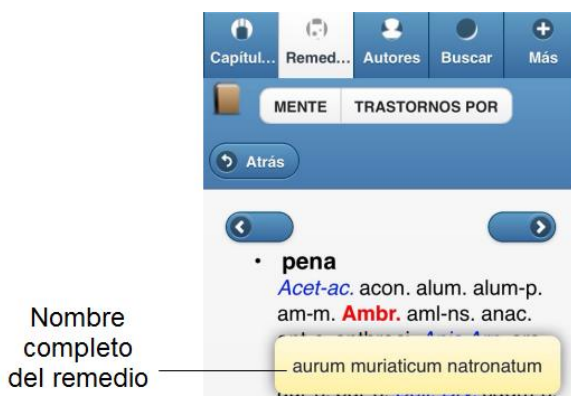 Capítul... Remed... Autores Buscar Más
MENTE TRASTORNOS POR
Atrás
• pena
Acet-ac. acon. alum. alum-p.
am-m. Ambr. aml-ns. anac.
Nombre completo del remedio
aurum muriaticum natronatum